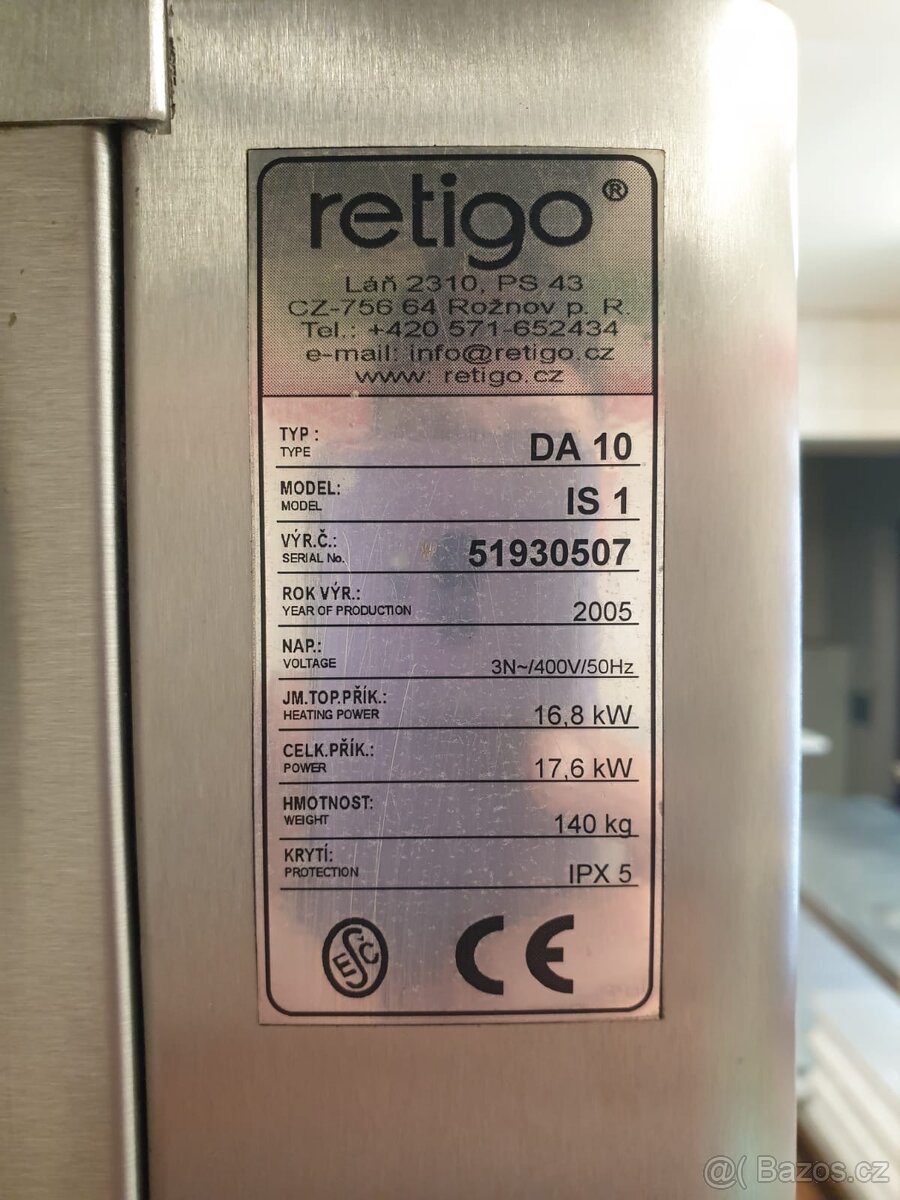 retigo®
Láň 2310, PS 43
CZ-756 64 Rožnov p. R.
Tel.: +420 571-652434
e-mail: info@retigo.cz
www: retigo.cz
TYP :
TYPE
DA 10
MODEL:
MODEL
IS 1
VÝR.Č.:
SERIAL No.
51930507
ROK VÝR.:
YEAR OF PRODUCTION
2005
NAP.:
VOLTAGE
3N~/400V/50Hz
JM.TOP.PŘÍK.:
HEATING POWER
16,8 kW
CELK.PŘÍK.:
POWER
17,6 kW
HMOTNOST:
WEIGHT
140 kg
KRYTÍ:
PROTECTION
IPX 5
ESC
CE
@( Bazos.cz